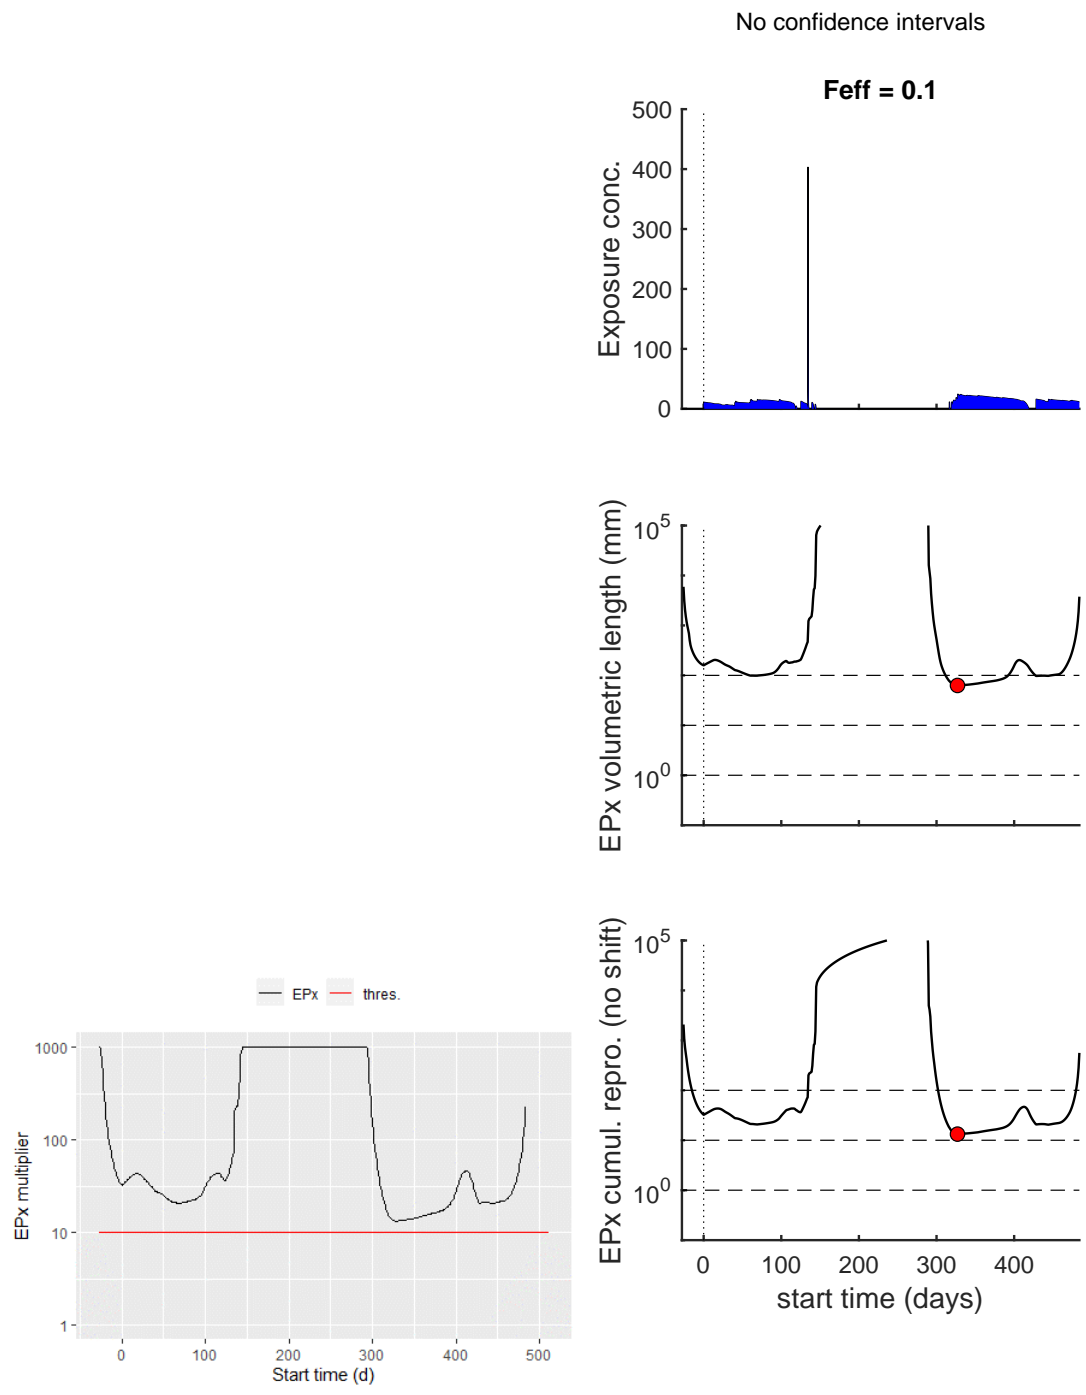 No confidence intervals
Feff = 0.1
Exposure conc.
500
400
300
200
100
0
EPx volumetric length (mm)
10^5
10^0
EPx cumul. repro. (no shift)
10^5
10^0
0 100 200 300 400
start time (days)
EPx thres.
EPx multiplier
1000
100
10
1
0 100 200 300 400 500
Start time (d)